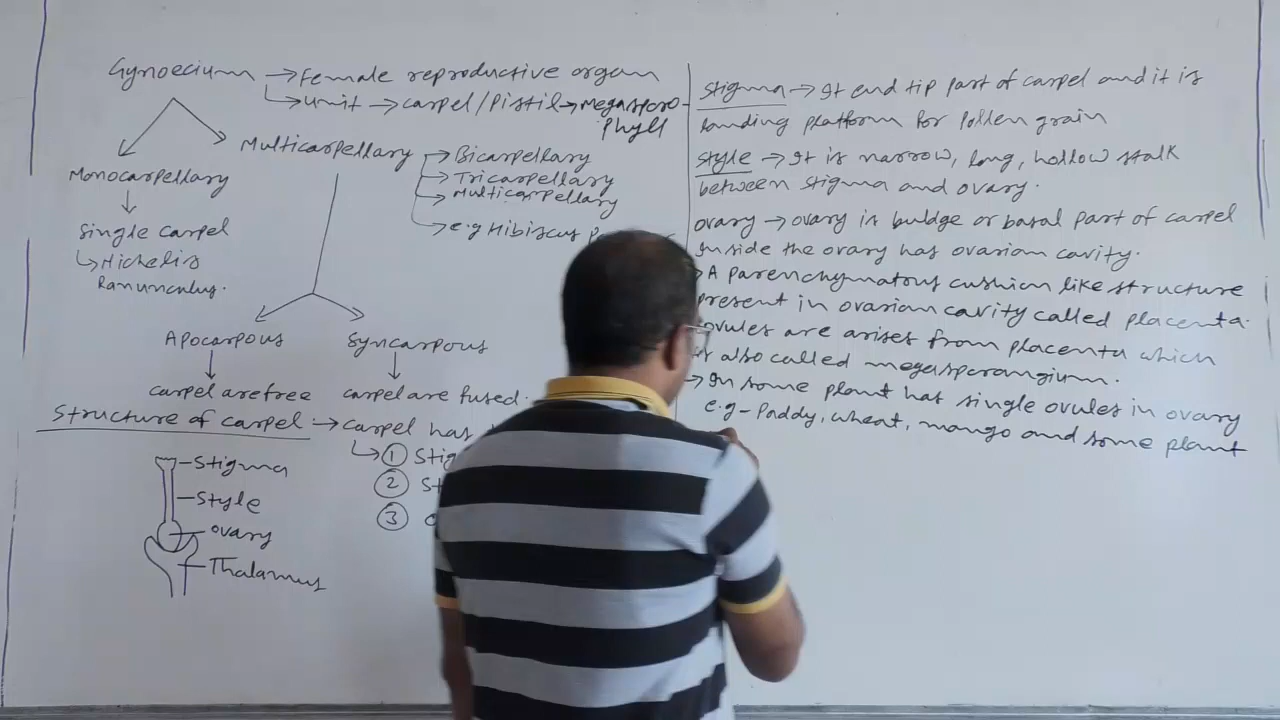 Gynoecium → Female reproductive organ
→ unit → carpel/Pistil → Megasporo-
phyll
Multicarpellary → Bicarpellary
→ Tricarpellary
→ Multicarpellary
→ e.g Hibiscus
Monocarpellary
Single carpel
Michelia
Ranunculus.
Apocarpous
Syncarpous
carpel are free
carpel are fused.
Structure of carpel → carpel has
① Stig
② St
③
Stigma
Style
ovary
Thalamus
Stigma → It end tip part of carpel and it is
landing platform for pollen grain
Style → It is narrow, long, hollow stalk
between stigma and ovary.
ovary → ovary is buldge or basal part of carpel
Inside the ovary has ovarian cavity.
→ A parenchymatous cushion like structure
present in ovarian cavity called placenta.
ovules are arises from placenta which
is also called megasporangium.
→ In some plant has single ovules in ovary
e.g - Paddy, wheat, mango and some plant